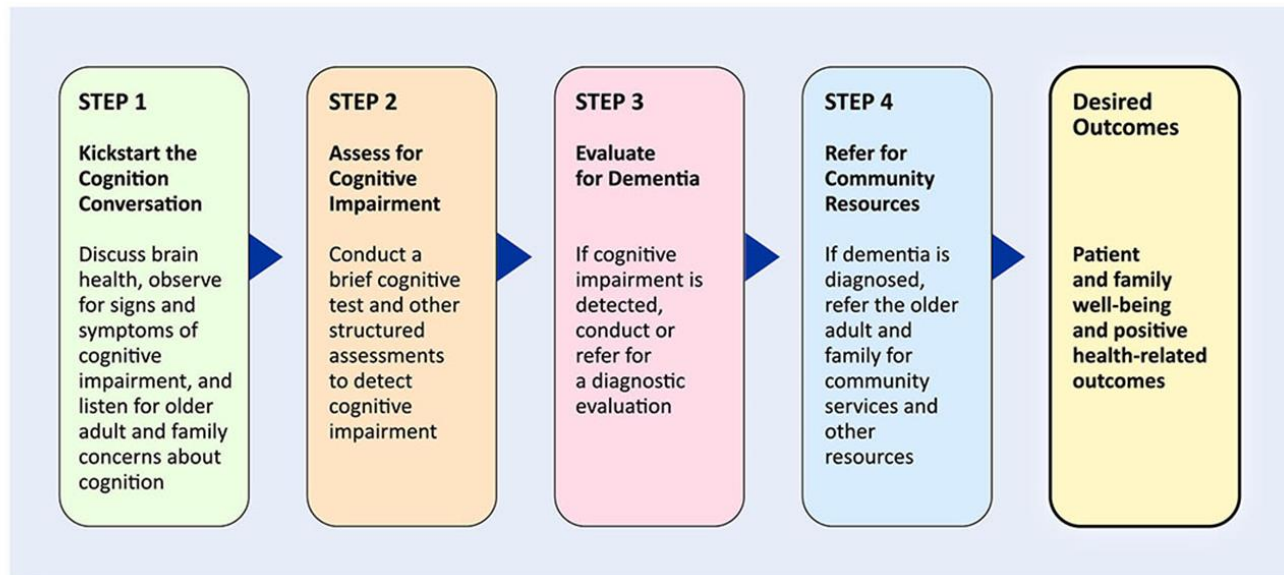 STEP 1
Kickstart the
Cognition
Conversation
Discuss brain
health, observe
for signs and
symptoms of
cognitive
impairment, and
listen for older
adult and family
concerns about
cognition
STEP 2
Assess for
Cognitive
Impairment
Conduct a
brief cognitive
test and other
structured
assessments
to detect
cognitive
impairment
STEP 3
Evaluate
for Dementia
If cognitive
impairment is
detected,
conduct or
refer for
a diagnostic
evaluation
STEP 4
Refer for
Community
Resources
If dementia is
diagnosed,
refer the older
adult and
family for
community
services and
other
resources
Desired
Outcomes
Patient
and family
well-being
and positive
health-related
outcomes